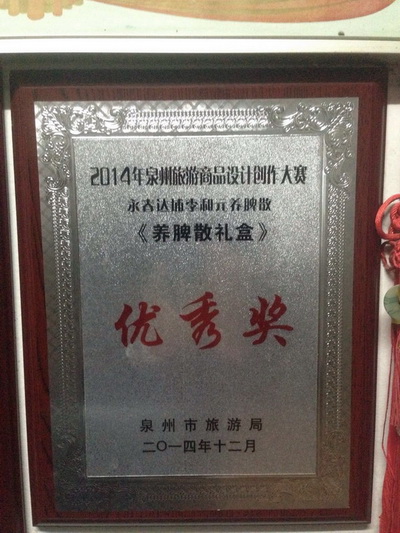 2014年泉州旅游商品设计创作大赛
永春达埔李和元养脾散
《养脾散礼盒》
优秀奖
泉州市旅游局
二〇一四年十二月